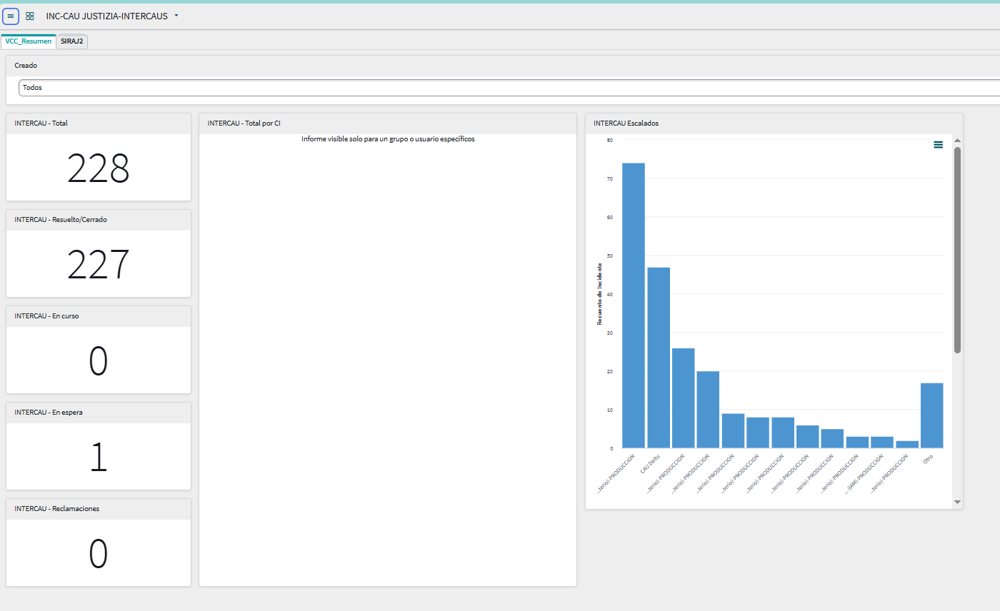 INC-CAU JUSTIZIA-INTERCAUS
VCC_Resumen
SIRAJ2
Creado
Todos
INTERCAU - Total
228
INTERCAU - Resuelto/Cerrado
227
INTERCAU - En curso
0
INTERCAU - En espera
1
INTERCAU - Reclamaciones
0
INTERCAU - Total por CI
Informe visible solo para un grupo o usuario específicos
INTERCAU Escalados
80
70
60
50
40
30
20
10
0
Recuento de Incidente
...terio)-PRODUCCION
CAU Deltu
...terio)-PRODUCCION
...terio)-PRODUCCION
...terio)-PRODUCCION
...terio)-PRODUCCION
...terio)-PRODUCCION
...terio)-PRODUCCION
...terio)-PRODUCCION
...terio)-PRODUCCION
... (IAM)-PRODUCCION
...terio)-PRODUCCION
Otro